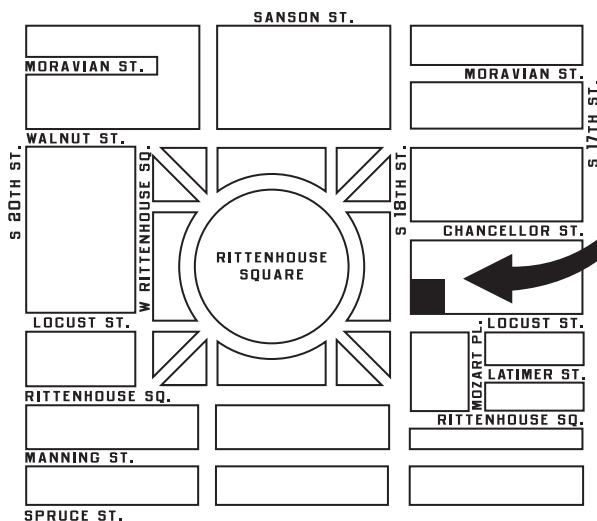 SANSON ST.
MORAVIAN ST.
MORAVIAN ST.
S 17TH ST.
WALNUT ST.
S 20TH ST.
W RITTENHOUSE SQ.
S 18TH ST.
CHANCELLOR ST.
RITTENHOUSE
SQUARE
LOCUST ST.
LOCUST ST.
MOZART PL.
LATIMER ST.
RITTENHOUSE SQ.
RITTENHOUSE SQ.
MANNING ST.
SPRUCE ST.